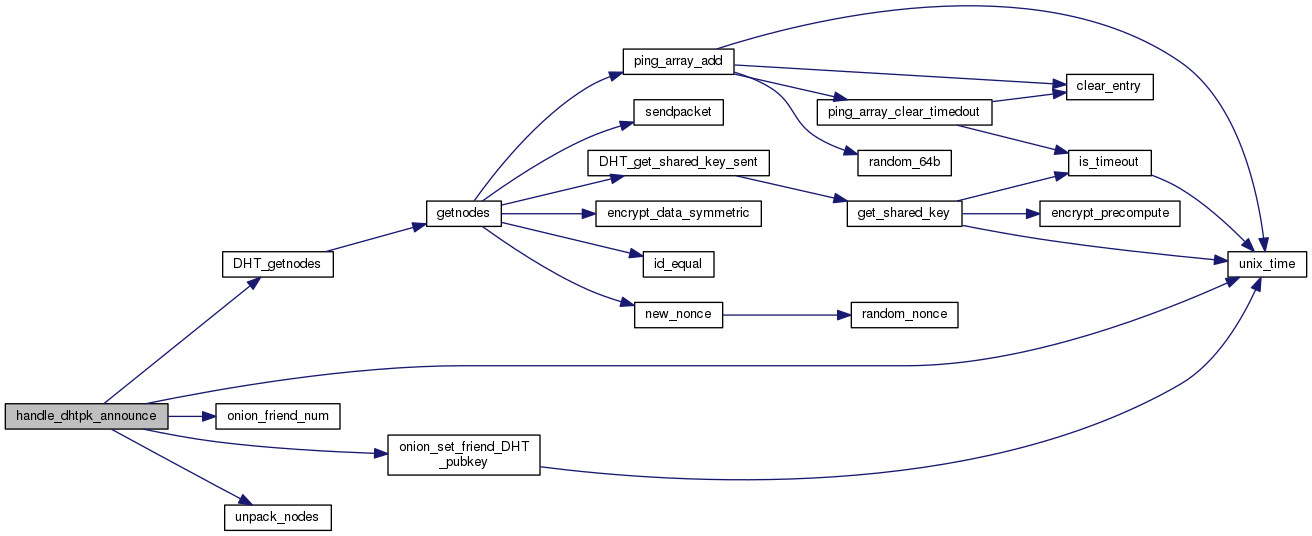 ping_array_add
clear_entry
sendpacket
ping_array_clear_timedout
DHT_get_shared_key_sent
random_64b
is_timeout
getnodes
encrypt_data_symmetric
get_shared_key
encrypt_precompute
DHT_getnodes
id_equal
unix_time
new_nonce
random_nonce
handle_dhtpk_announce
onion_friend_num
onion_set_friend_DHT
_pubkey
unpack_nodes